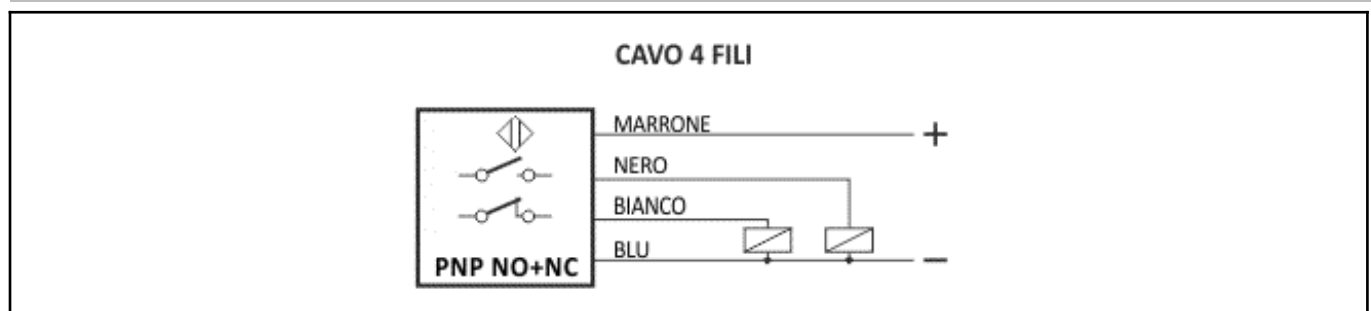 CAVO 4 FILI
MARRONE
+
NERO
BIANCO
BLU
−
PNP NO+NC